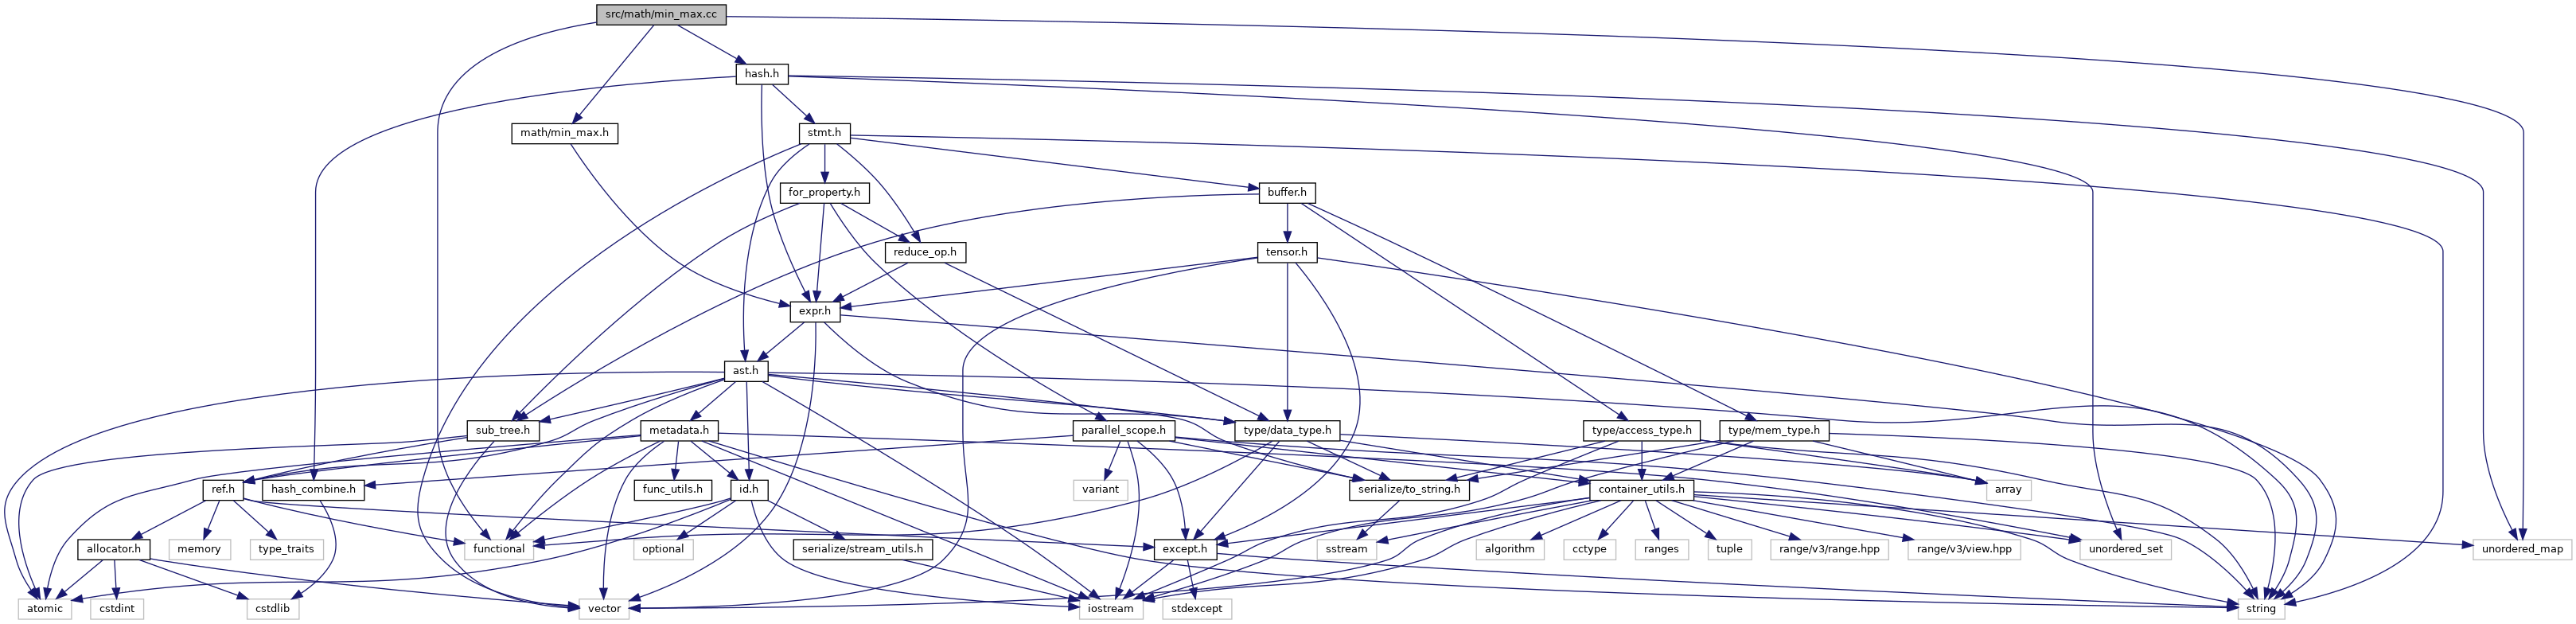 src/math/min_max.cc
hash.h
math/min_max.h
stmt.h
for_property.h
buffer.h
reduce_op.h
tensor.h
expr.h
ast.h
sub_tree.h
metadata.h
parallel_scope.h
type/data_type.h
type/access_type.h
type/mem_type.h
ref.h
hash_combine.h
func_utils.h
id.h
variant
serialize/to_string.h
container_utils.h
array
allocator.h
memory
type_traits
functional
optional
serialize/stream_utils.h
except.h
sstream
algorithm
cctype
ranges
tuple
range/v3/range.hpp
range/v3/view.hpp
unordered_set
unordered_map
atomic
cstdint
cstdlib
vector
iostream
stdexcept
string